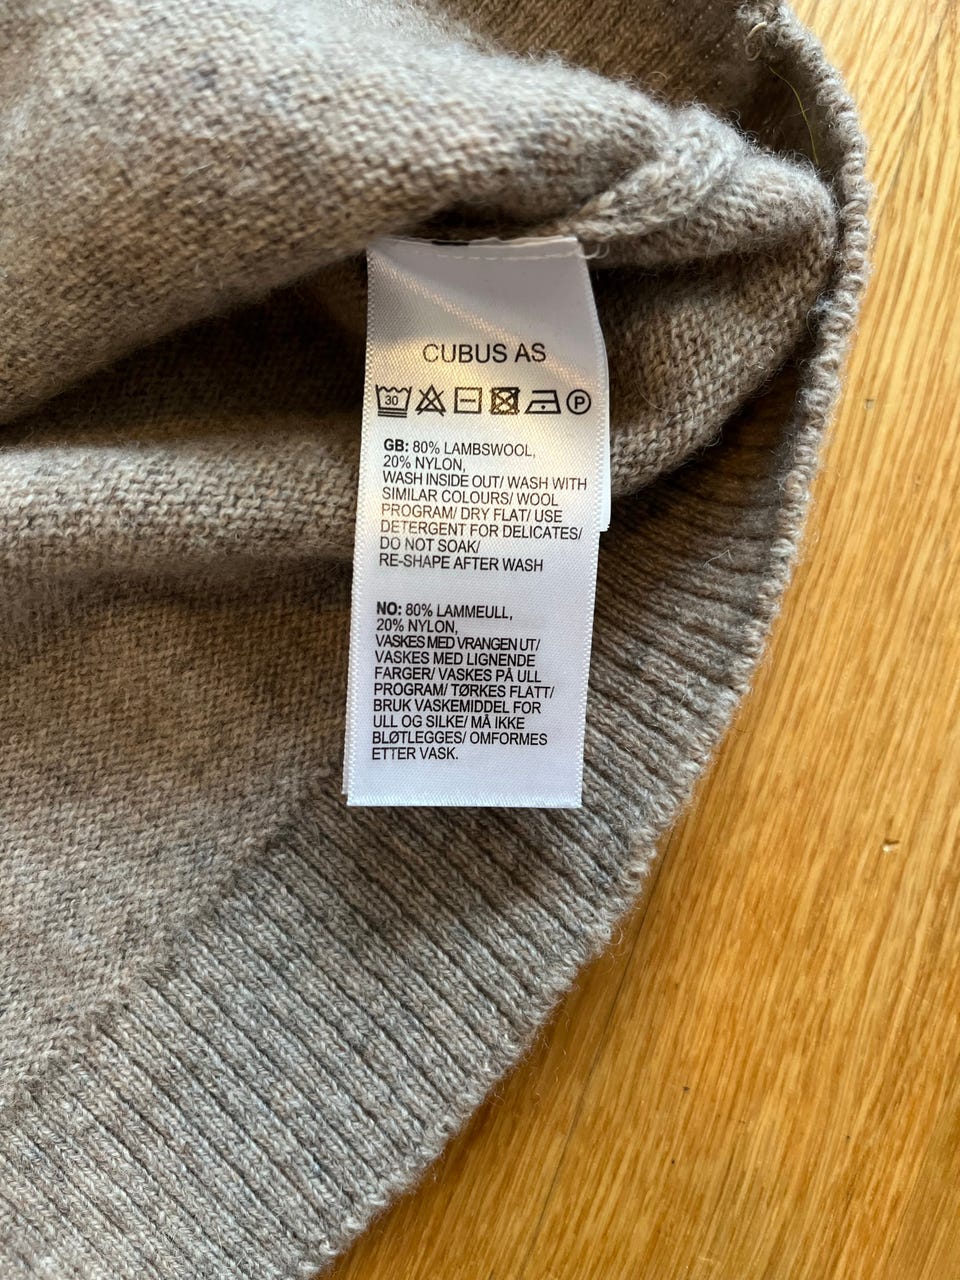 CUBUS AS
30 P
GB: 80% LAMBSWOOL,
20% NYLON,
WASH INSIDE OUT/ WASH WITH
SIMILAR COLOURS/ WOOL
PROGRAM/ DRY FLAT/ USE
DETERGENT FOR DELICATES/
DO NOT SOAK/
RE-SHAPE AFTER WASH
NO: 80% LAMMEULL,
20% NYLON,
VASKES MED VRANGEN UT/
VASKES MED LIGNENDE
FARGER/ VASKES PÅ ULL
PROGRAM/ TØRKES FLATT/
BRUK VASKEMIDDEL FOR
ULL OG SILKE/ MÅ IKKE
BLØTLEGGES/ OMFORMES
ETTER VASK.